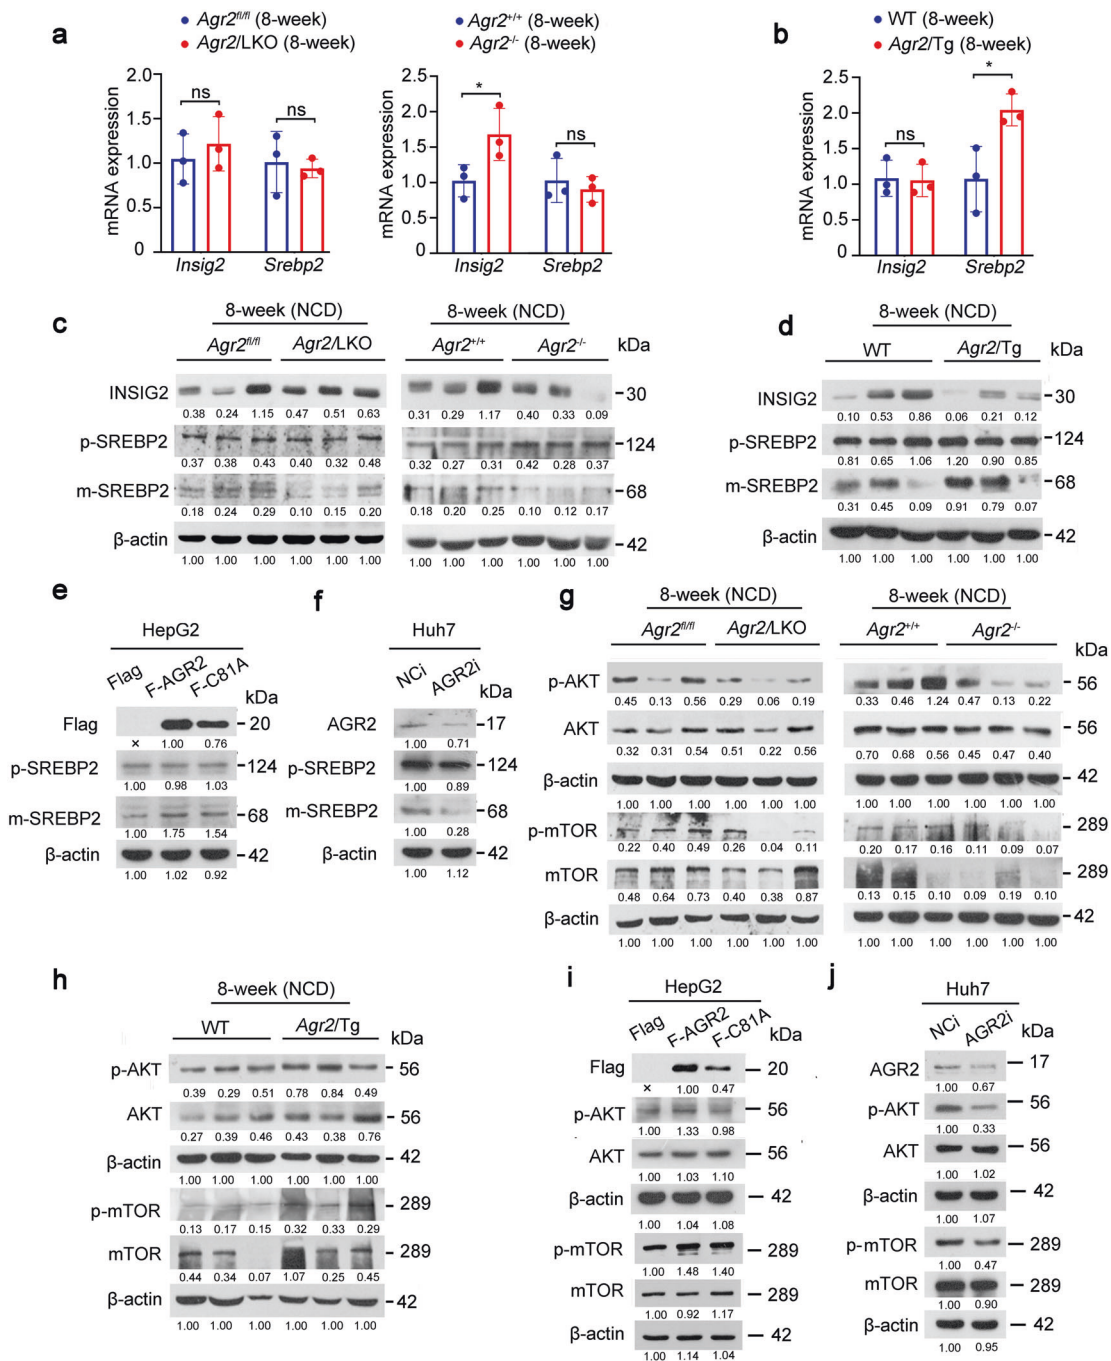 a
Agr2fl/fl (8-week)
Agr2/LKO (8-week)
mRNA expression
2.0
1.5
1.0
0.5
0
ns
ns
Insig2 Srebp2
Agr2+/+ (8-week)
Agr2-/- (8-week)
mRNA expression
2.5
2.0
1.5
1.0
0.5
0
*
ns
Insig2 Srebp2
b
WT (8-week)
Agr2/Tg (8-week)
mRNA expression
2.5
2.0
1.5
1.0
0.5
0
ns
*
Insig2 Srebp2
c
8-week (NCD) 8-week (NCD)
Agr2fl/fl Agr2/LKO Agr2+/+ Agr2-/- kDa
INSIG2 30
0.38 0.24 1.15 0.47 0.51 0.63 0.31 0.29 1.17 0.40 0.33 0.09
p-SREBP2 124
0.37 0.38 0.43 0.40 0.32 0.48 0.32 0.27 0.31 0.42 0.28 0.37
m-SREBP2 68
0.18 0.24 0.29 0.10 0.15 0.20 0.18 0.20 0.25 0.10 0.12 0.17
β-actin 42
1.00 1.00 1.00 1.00 1.00 1.00 1.00 1.00 1.00 1.00 1.00 1.00
d
8-week (NCD)
WT Agr2/Tg kDa
INSIG2 30
0.10 0.53 0.86 0.06 0.21 0.12
p-SREBP2 124
0.81 0.65 1.06 1.20 0.90 0.85
m-SREBP2 68
0.31 0.45 0.09 0.91 0.79 0.07
β-actin 42
1.00 1.00 1.00 1.00 1.00 1.00
e
HepG2
Flag F-AGR2 F-C81A kDa
Flag 20
× 1.00 0.76
p-SREBP2 124
1.00 0.98 1.03
m-SREBP2 68
1.00 1.75 1.54
β-actin 42
1.00 1.02 0.92
f
Huh7
NCi AGR2i kDa
AGR2 17
1.00 0.71
p-SREBP2 124
1.00 0.89
m-SREBP2 68
1.00 0.28
β-actin 42
1.00 1.12
g
8-week (NCD) 8-week (NCD)
Agr2fl/fl Agr2/LKO Agr2+/+ Agr2-/- kDa
p-AKT 56
0.45 0.13 0.56 0.29 0.06 0.19 0.33 0.46 1.24 0.47 0.13 0.22
AKT 56
0.32 0.31 0.54 0.51 0.22 0.56 0.70 0.68 0.56 0.45 0.47 0.40
β-actin 42
1.00 1.00 1.00 1.00 1.00 1.00 1.00 1.00 1.00 1.00 1.00 1.00
p-mTOR 289
0.22 0.40 0.49 0.26 0.04 0.11 0.20 0.17 0.16 0.11 0.09 0.07
mTOR 289
0.48 0.64 0.73 0.40 0.38 0.87 0.13 0.15 0.10 0.09 0.19 0.10
β-actin 42
1.00 1.00 1.00 1.00 1.00 1.00 1.00 1.00 1.00 1.00 1.00 1.00
h
8-week (NCD)
WT Agr2/Tg kDa
p-AKT 56
0.39 0.29 0.51 0.78 0.84 0.49
AKT 56
0.27 0.39 0.46 0.43 0.38 0.76
β-actin 42
1.00 1.00 1.00 1.00 1.00 1.00
p-mTOR 289
0.13 0.17 0.15 0.32 0.33 0.29
mTOR 289
0.44 0.34 0.07 1.07 0.25 0.45
β-actin 42
1.00 1.00 1.00 1.00 1.00 1.00
i
HepG2
Flag F-AGR2 F-C81A kDa
Flag 20
× 1.00 0.47
p-AKT 56
1.00 1.33 0.98
AKT 56
1.00 1.03 1.10
β-actin 42
1.00 1.04 1.08
p-mTOR 289
1.00 1.48 1.40
mTOR 289
1.00 0.92 1.17
β-actin 42
1.00 1.14 1.04
j
Huh7
NCi AGR2i kDa
AGR2 17
1.00 0.67
p-AKT 56
1.00 0.33
AKT 56
1.00 1.02
β-actin 42
1.00 1.07
p-mTOR 289
1.00 0.47
mTOR 289
1.00 0.90
β-actin 42
1.00 0.95